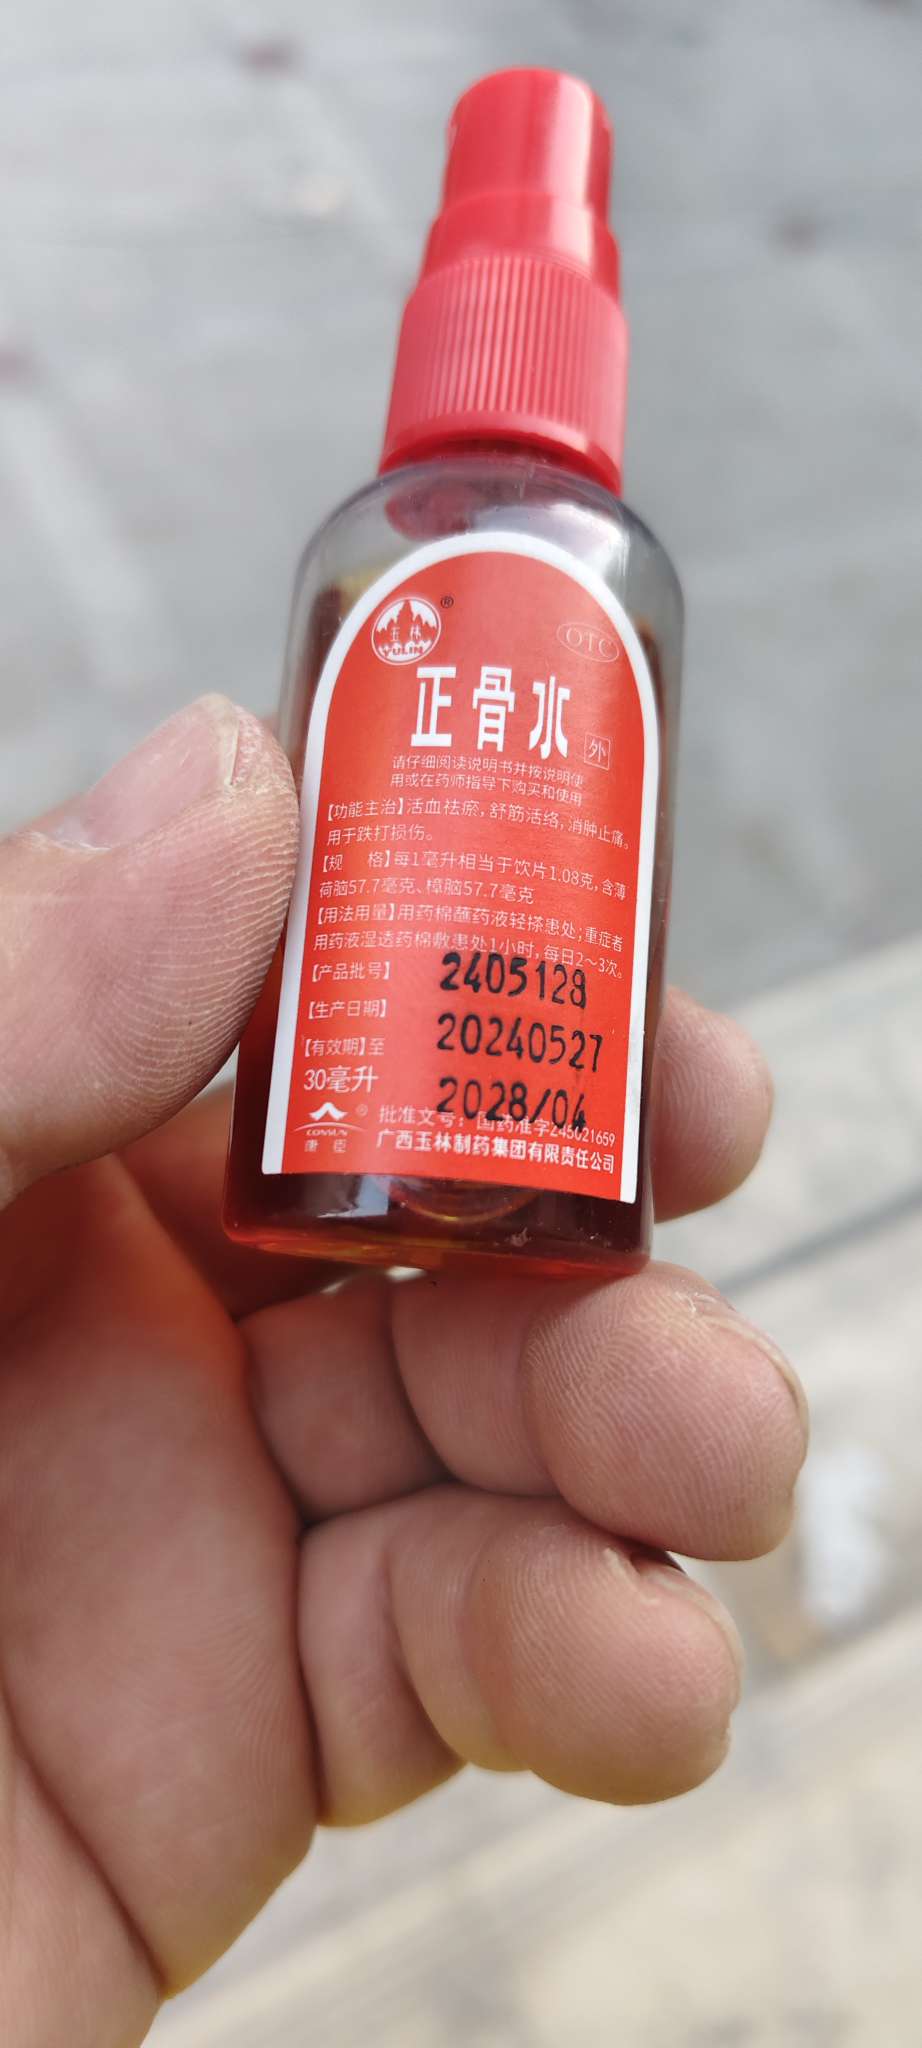 玉林
YULIN
®
OTC
正骨水
外
请仔细阅读说明书并按说明使
用或在药师指导下购买和使用
【功能主治】活血祛瘀,舒筋活络,消肿止痛。
用于跌打损伤。
【规 格】每1毫升相当于饮片1.08克,含薄
荷脑57.7毫克、樟脑57.7毫克
【用法用量】用药棉蘸药液轻搽患处;重症者
用药液湿透药棉敷患处1小时,每日2~3次。
【产品批号】 2405128
【生产日期】 20240527
【有效期】至 2028/04
30毫升
CONSUN ®
康臣
批准文号:国药准字Z45021659
广西玉林制药集团有限责任公司